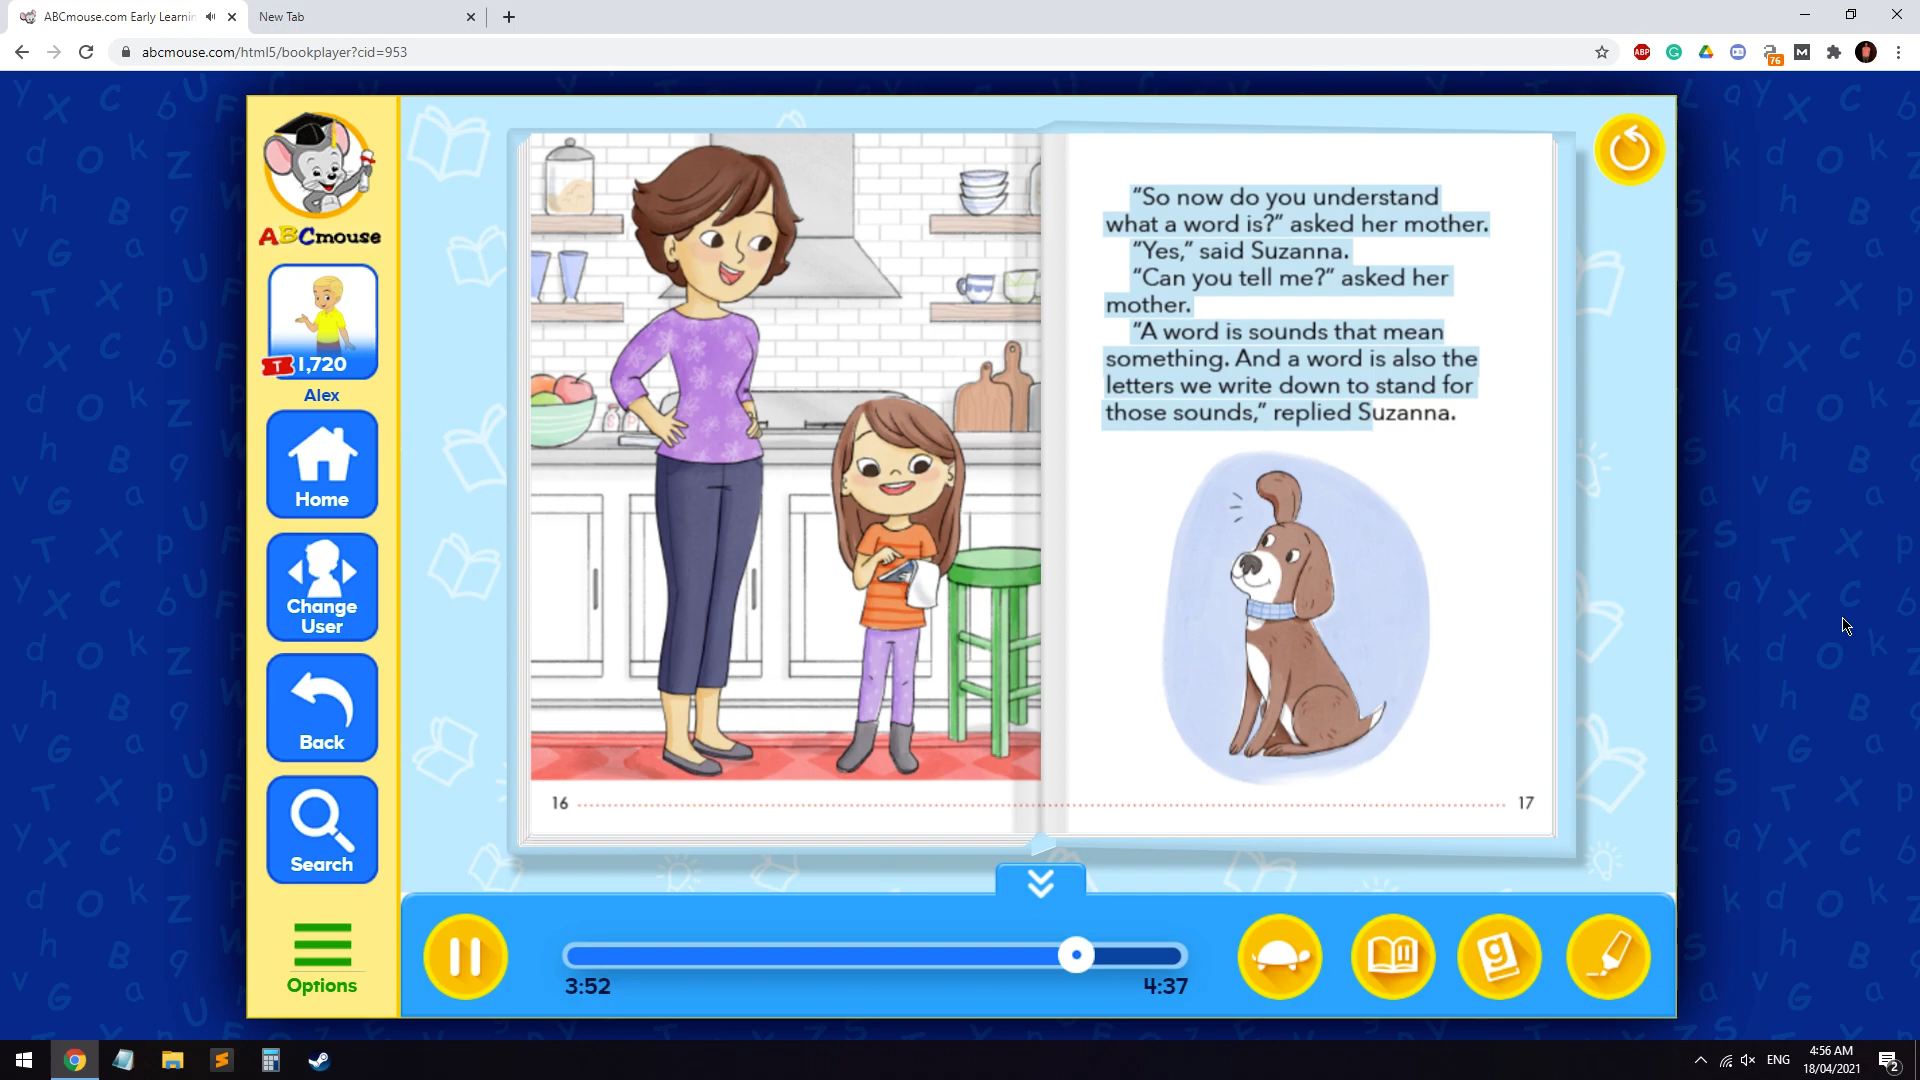 ABCmouse.com Early Learnin
New Tab
abcmouse.com/html5/bookplayer?cid=953
ABP
76
ABCmouse
T 1,720
Alex
Home
Change
User
Back
Search
Options
“So now do you understand
what a word is?” asked her mother.
“Yes,” said Suzanna.
“Can you tell me?” asked her
mother.
“A word is sounds that mean
something. And a word is also the
letters we write down to stand for
those sounds,” replied Suzanna.
16
17
3:52
4:37
g
ENG
4:56 AM
18/04/2021
2